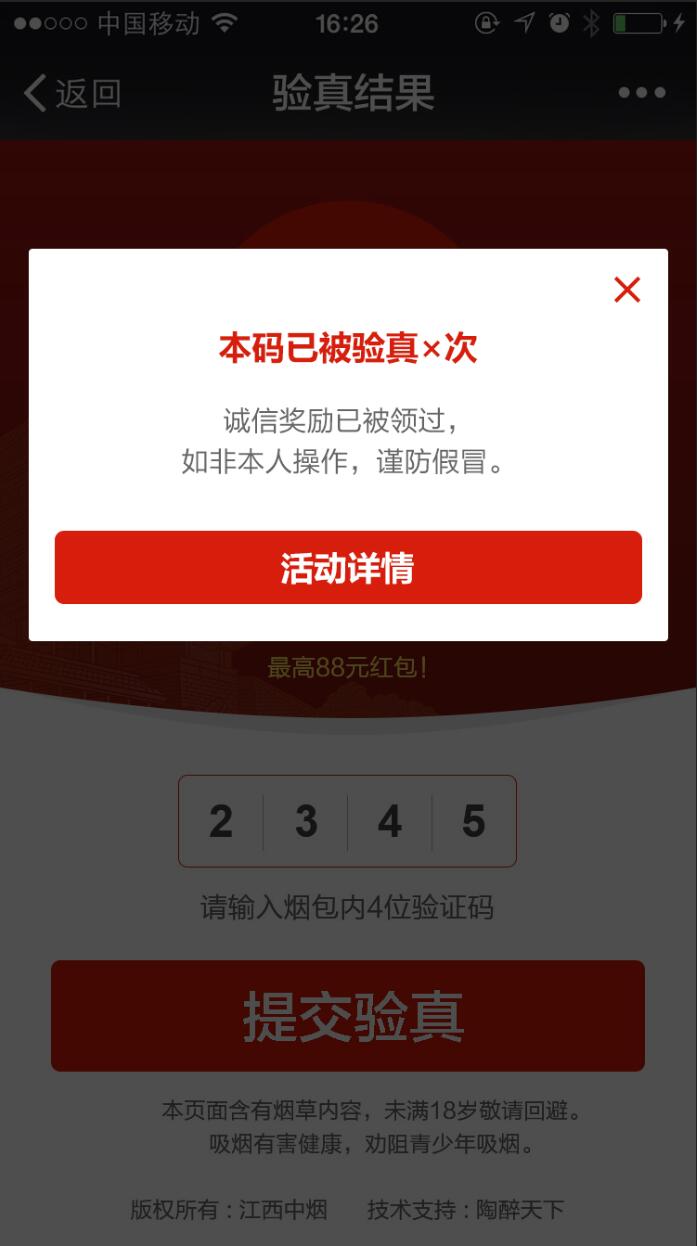 中国移动 16:26
返回 验真结果
本码已被验真×次
诚信奖励已被领过，
如非本人操作，谨防假冒。
活动详情
最高88元红包！
2 3 4 5
请输入烟包内4位验证码
提交验真
本页面含有烟草内容，未满18岁敬请回避。
吸烟有害健康，劝阻青少年吸烟。
版权所有：江西中烟 技术支持：陶醉天下